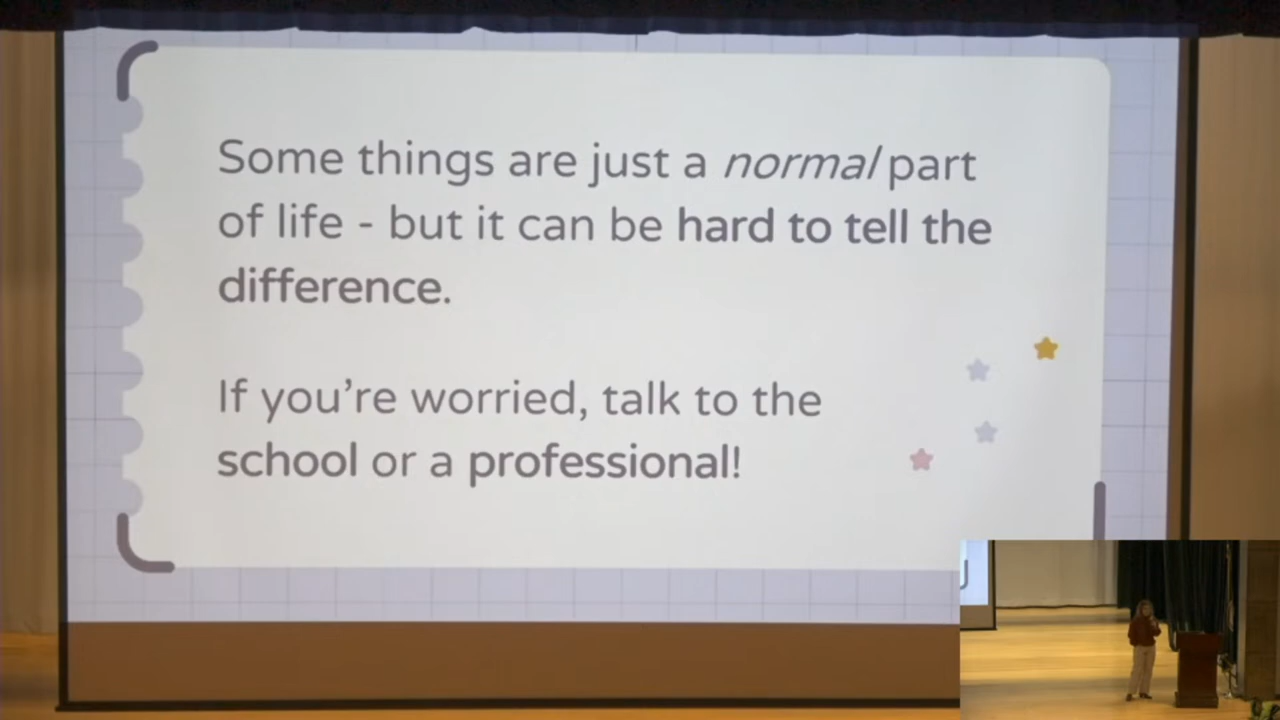 Some things are just a normal part
of life - but it can be hard to tell the
difference.
If you're worried, talk to the
school or a professional!